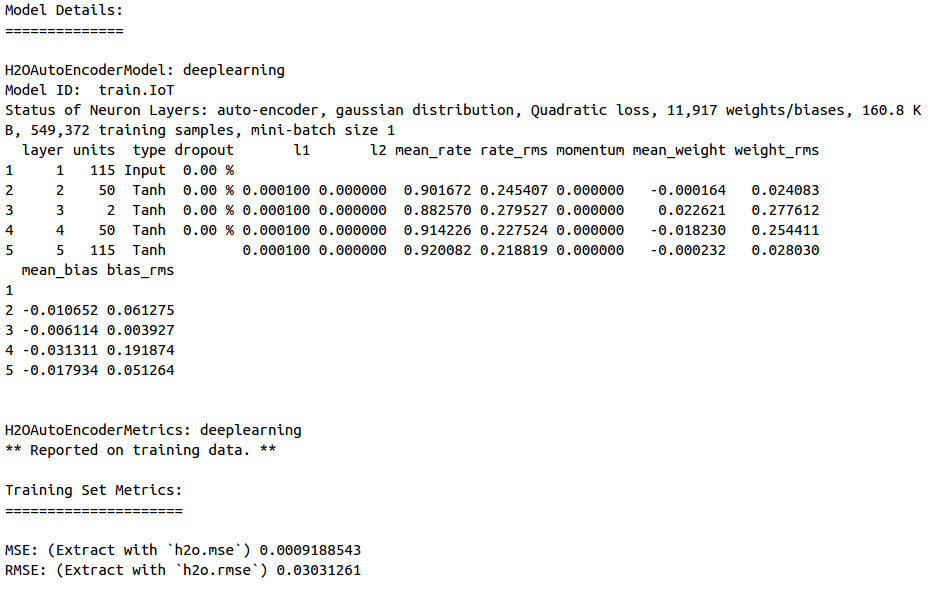 Model Details:
==============
H2OAutoEncoderModel: deeplearning
Model ID:  train.IoT
Status of Neuron Layers: auto-encoder, gaussian distribution, Quadratic loss, 11,917 weights/biases, 160.8 K
B, 549,372 training samples, mini-batch size 1
  layer units  type dropout       l1       l2 mean_rate rate_rms momentum mean_weight weight_rms
1     1   115 Input  0.00 %
2     2    50  Tanh  0.00 % 0.000100 0.000000  0.901672 0.245407 0.000000   -0.000164   0.024083
3     3     2  Tanh  0.00 % 0.000100 0.000000  0.882570 0.279527 0.000000    0.022621   0.277612
4     4    50  Tanh  0.00 % 0.000100 0.000000  0.914226 0.227524 0.000000   -0.018230   0.254411
5     5   115  Tanh         0.000100 0.000000  0.920082 0.218819 0.000000   -0.000232   0.028030
  mean_bias bias_rms
1
2 -0.010652 0.061275
3 -0.006114 0.003927
4 -0.031311 0.191874
5 -0.017934 0.051264
H2OAutoEncoderMetrics: deeplearning
** Reported on training data. **
Training Set Metrics:
=====================
MSE: (Extract with `h2o.mse`) 0.0009188543
RMSE: (Extract with `h2o.rmse`) 0.03031261